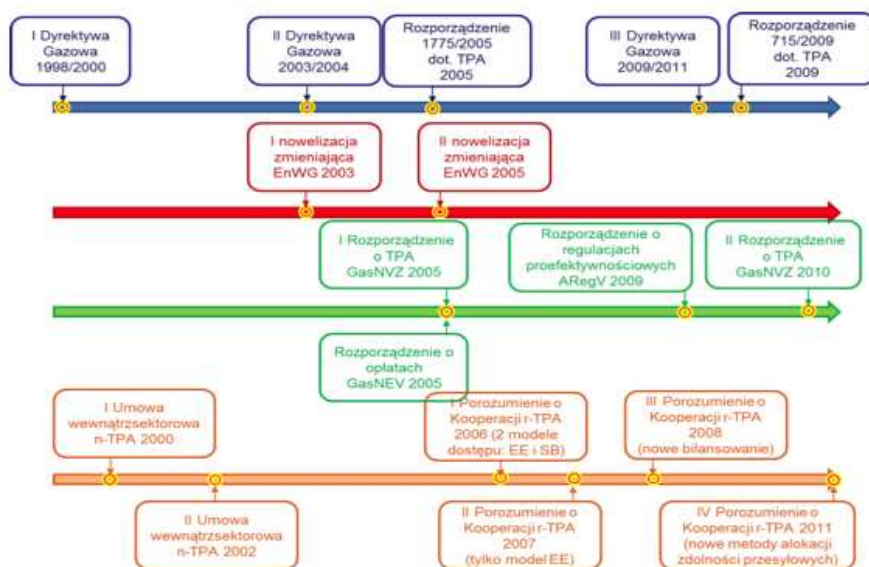 I Dyrektywa
Gazowa
1998/2000
II Dyrektywa
Gazowa
2003/2004
Rozporządzenie
1775/2005
dot. TPA
2005
III Dyrektywa
Gazowa
2009/2011
Rozporządzenie
715/2009
dot. TPA
2009
I nowelizacja
zmieniająca
EnWG 2003
II nowelizacja
zmieniająca
EnWG 2005
I Rozporządzenie
o TPA
GasNVZ 2005
Rozporządzenie o
regulacjach
proefektywnościowych
ARegV 2009
II Rozporządzenie
o TPA
GasNVZ 2010
Rozporządzenie o
opłatach
GasNEV 2005
I Umowa
wewnątrzsektorowa
n-TPA 2000
I Porozumienie o
Kooperacji r-TPA
2006 (2 modele
dostępu: EE i SB)
III Porozumienie o
Kooperacji r-TPA
2008
(nowe bilansowanie)
II Umowa
wewnątrzsektorowa
n-TPA 2002
II Porozumienie o
Kooperacji r-TPA
2007
(tylko model EE)
IV Porozumienie o
Kooperacji r-TPA 2011
(nowe metody alokacji
zdolności przesyłowych)